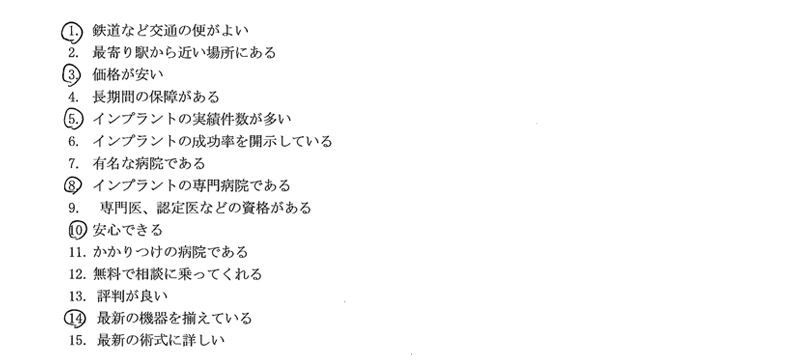 1. 鉄道など交通の便がよい
2. 最寄り駅から近い場所にある
3. 価格が安い
4. 長期間の保障がある
5. インプラントの実績件数が多い
6. インプラントの成功率を開示している
7. 有名な病院である
8. インプラントの専門病院である
9. 専門医、認定医などの資格がある
10 安心できる
11. かかりつけの病院である
12. 無料で相談に乗ってくれる
13. 評判が良い
14 最新の機器を揃えている
15. 最新の術式に詳しい